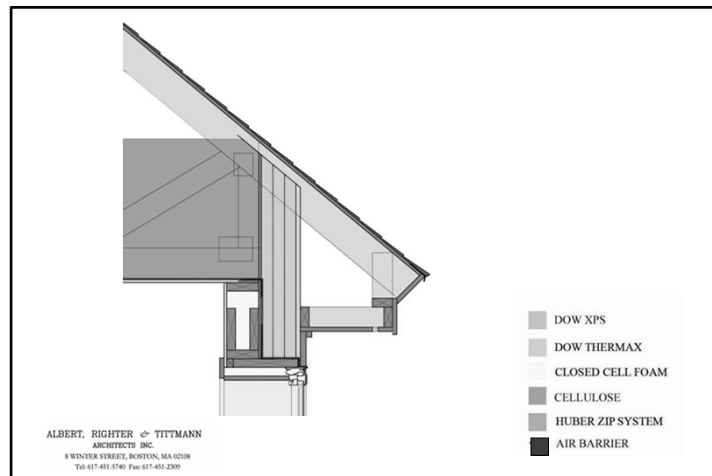 DOW XPS
DOW THERMAX
CLOSED CELL FOAM
CELLULOSE
HUBER ZIP SYSTEM
AIR BARRIER
ALBERT, RIGHTER & TITTMANN
ARCHITECTS INC.
8 WINTER STREET, BOSTON, MA 02108
Tel: 617-451-5740 Fax: 617-451-2309